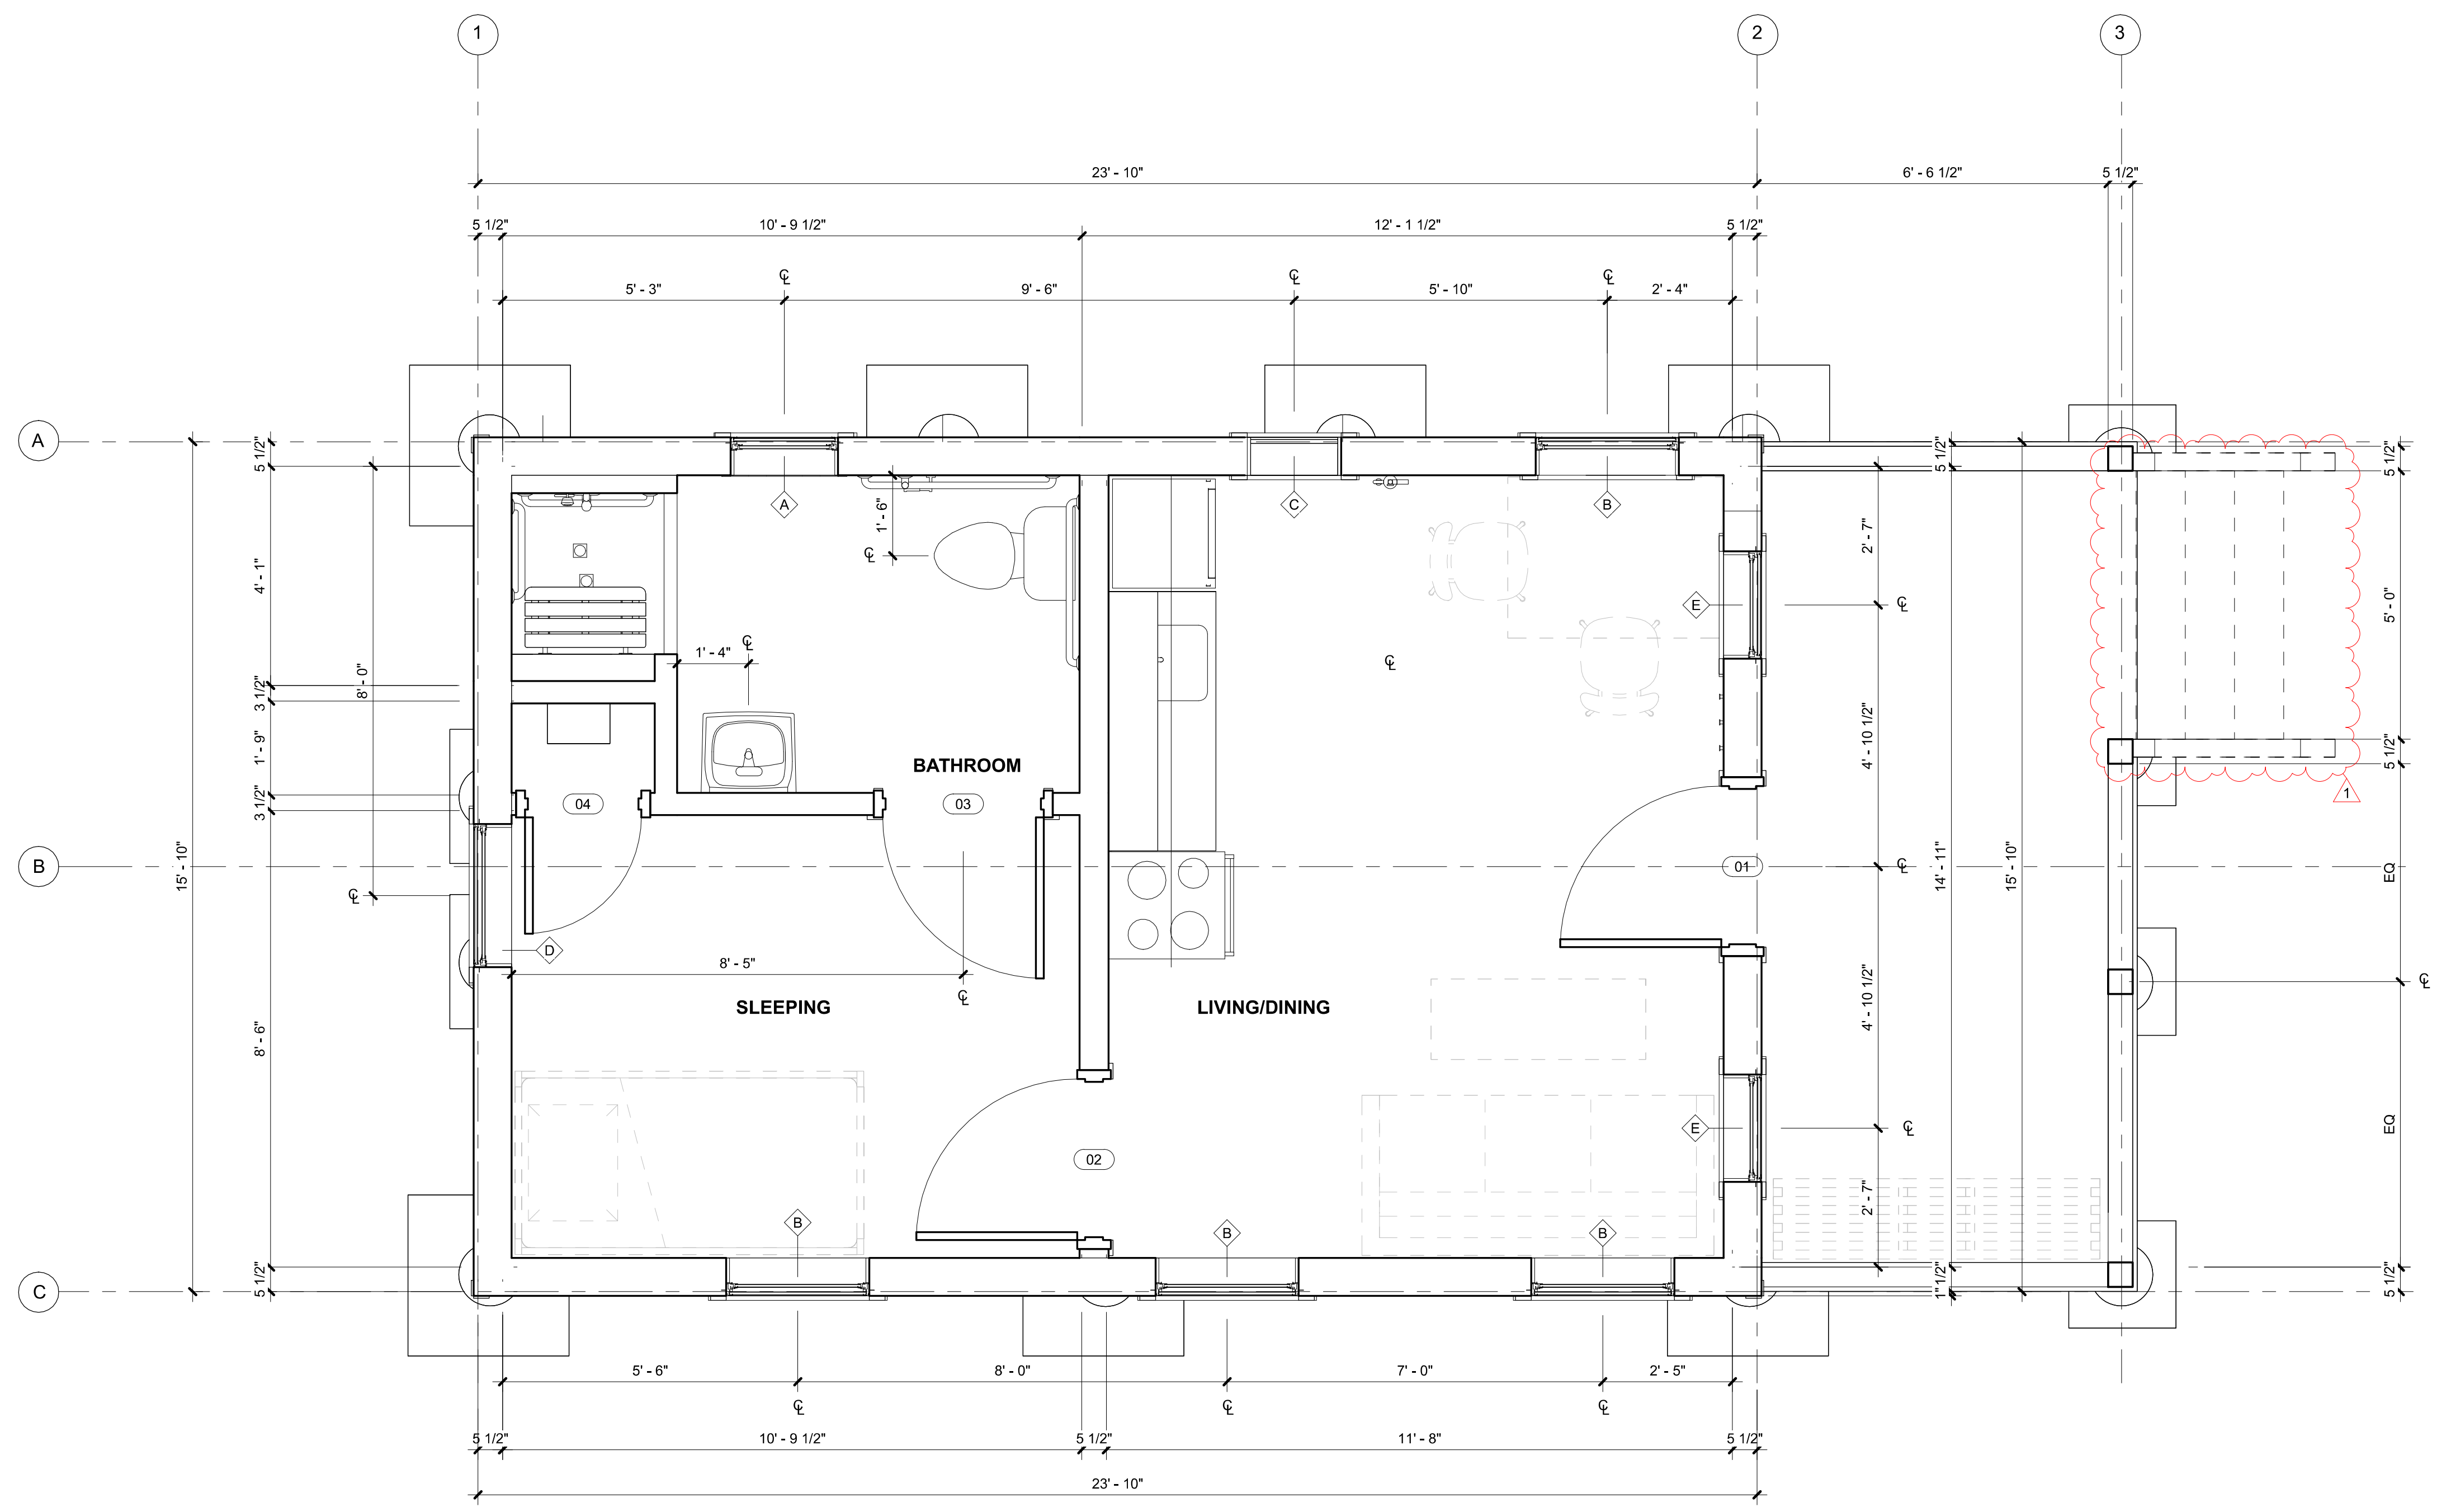 1
2
3
23' - 10"
6' - 6 1/2"
5 1/2"
5 1/2"
10' - 9 1/2"
12' - 1 1/2"
5 1/2"
℄
℄
℄
5' - 3"
9' - 6"
5' - 10"
2' - 4"
A
5 1/2"
5 1/2"
5 1/2"
A
C
B
1' - 6"
℄
2' - 7"
4' - 1"
E
℄
5' - 0"
℄
1' - 4"
℄
8' - 0"
3 1/2"
4' - 10 1/2"
1' - 9"
5 1/2"
BATHROOM
1
3 1/2"
04
03
B
15' - 10"
01
℄
14' - 11"
15' - 10"
EQ
℄
D
8' - 5"
℄
℄
SLEEPING
LIVING/DINING
4' - 10 1/2"
8' - 6"
E
℄
EQ
02
2' - 7"
B
B
B
C
5 1/2"
1" 1/2"
5 1/2"
5' - 6"
8' - 0"
7' - 0"
2' - 5"
℄
℄
℄
5 1/2"
10' - 9 1/2"
5 1/2"
11' - 8"
5 1/2"
23' - 10"